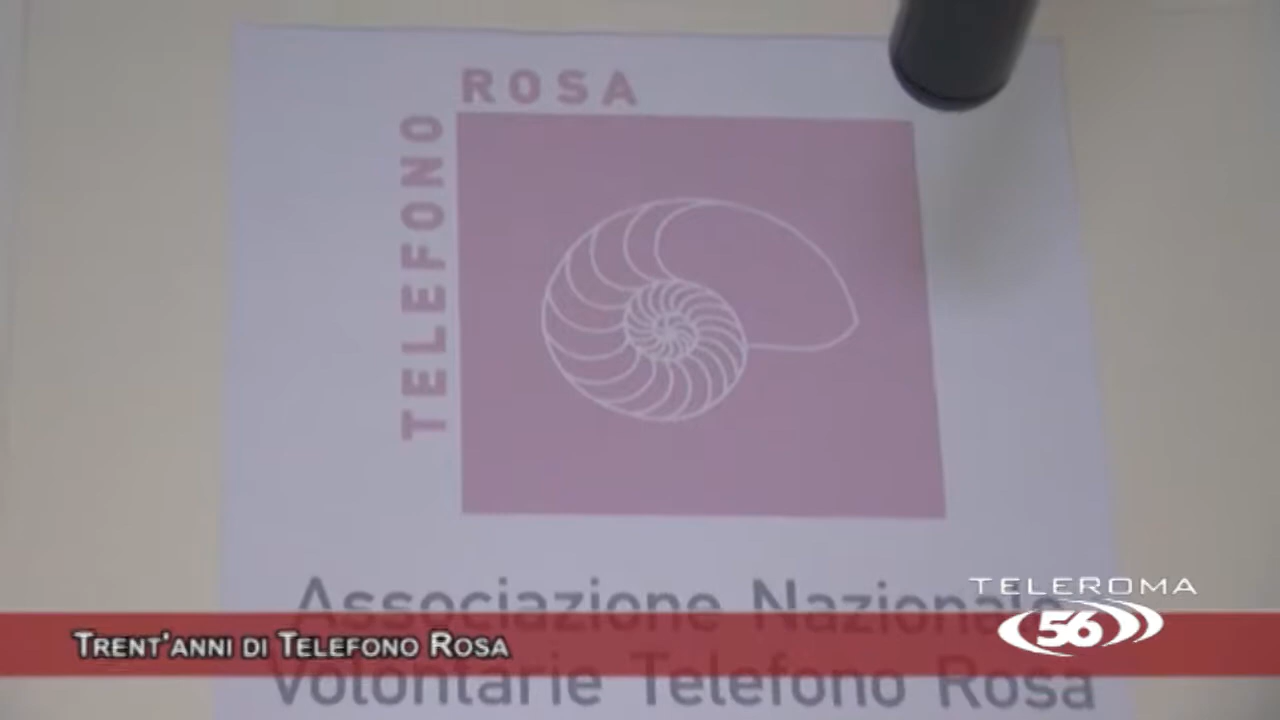 ROSA
TELEFONO
Associazione Nazionale
Volontarie Telefono Rosa
TRENT'ANNI DI TELEFONO ROSA
TELEROMA
56